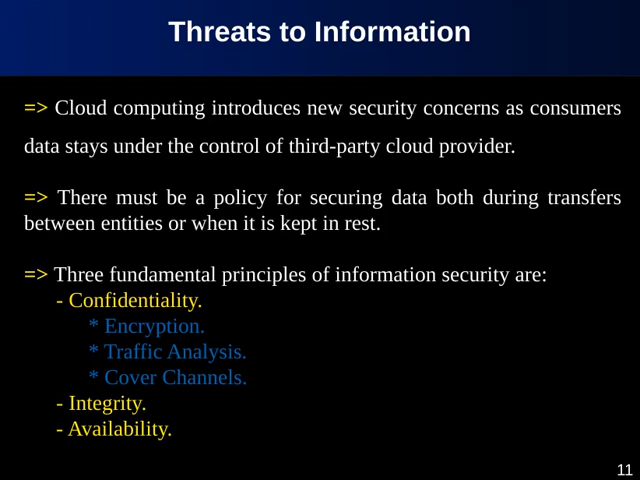 Threats to Information
=> Cloud computing introduces new security concerns as consumers
data stays under the control of third-party cloud provider.
=> There must be a policy for securing data both during transfers
between entities or when it is kept in rest.
=> Three fundamental principles of information security are:
- Confidentiality.
* Encryption.
* Traffic Analysis.
* Cover Channels.
- Integrity.
- Availability.
11